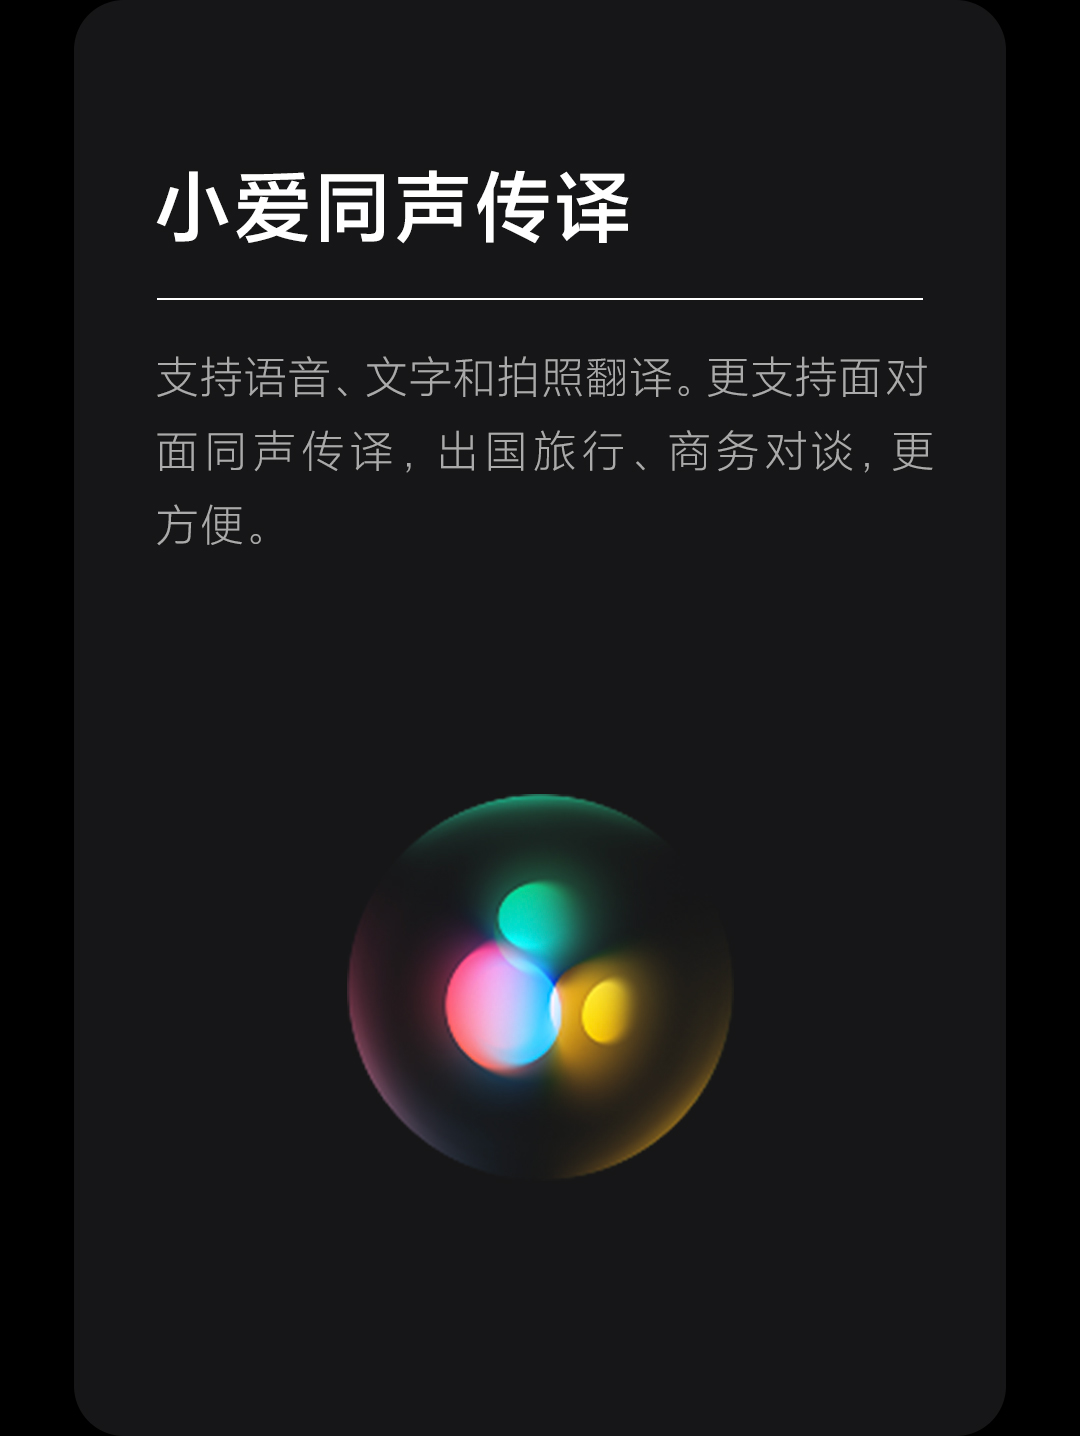 小爱同声传译
支持语音、文字和拍照翻译。更支持面对
面同声传译，出国旅行、商务对谈，更
方便。